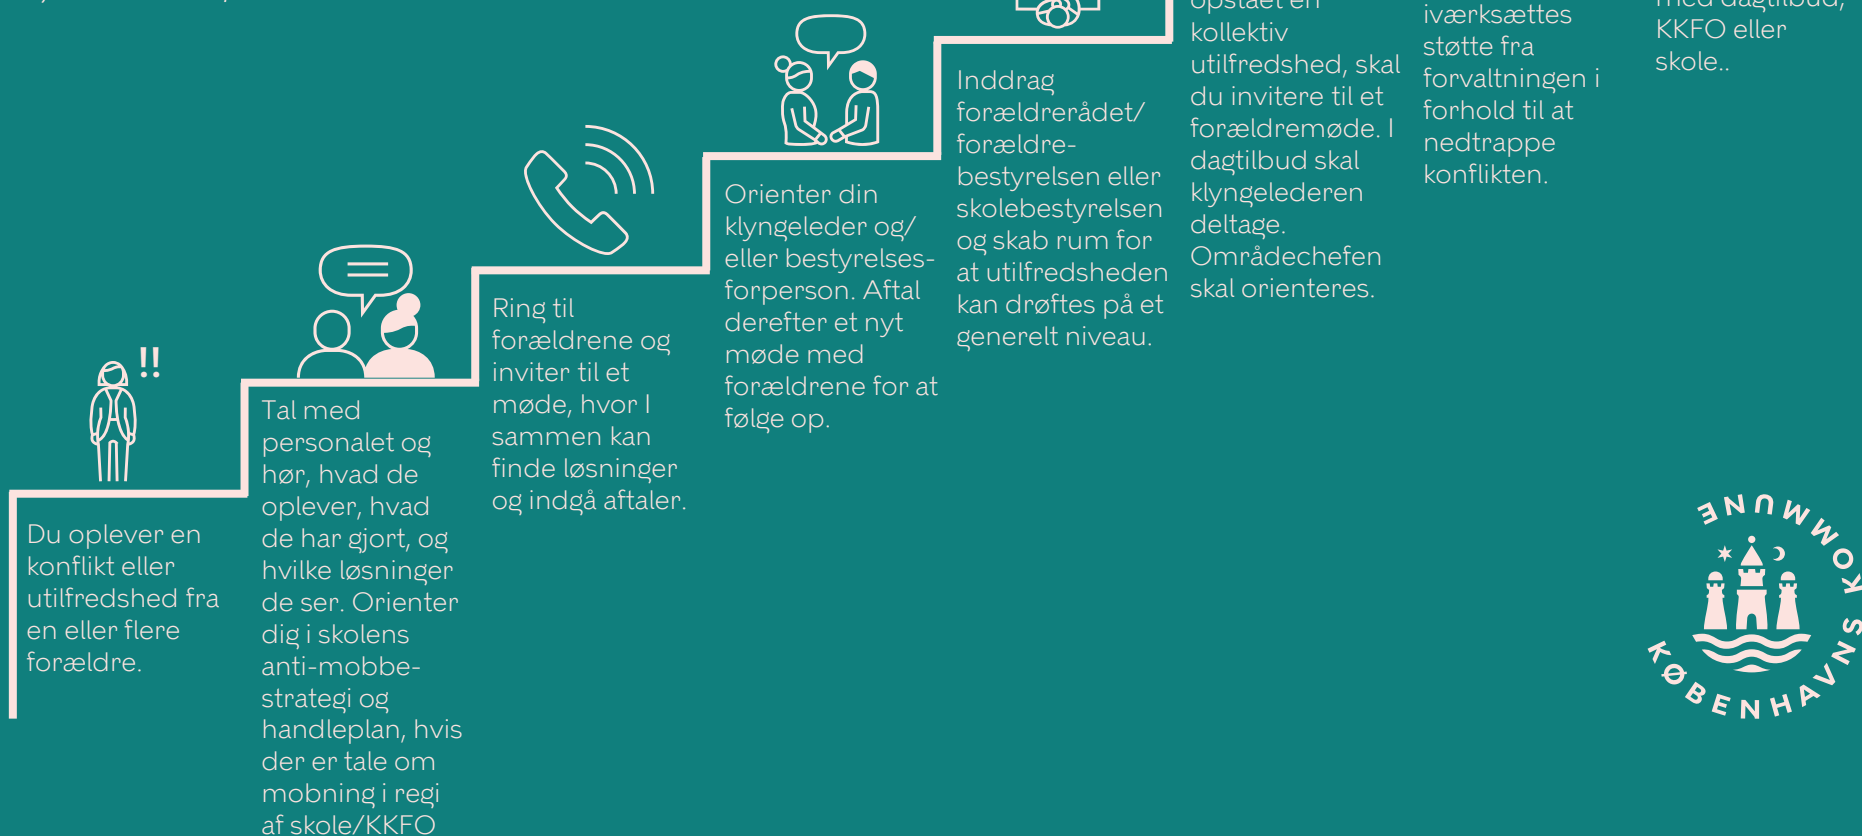 Du oplever en
konflikt eller
utilfredshed fra
en eller flere
forældre.
!!
Tal med
personalet og
hør, hvad de
oplever, hvad
de har gjort, og
hvilke løsninger
de ser. Orienter
dig i skolens
anti-mobbe-
strategi og
handleplan, hvis
der er tale om
mobning i regi
af skole/KKFO
Ring til
forældrene og
inviter til et
møde, hvor I
sammen kan
finde løsninger
og indgå aftaler.
Orienter din
klyngeleder og/
eller bestyrelses-
forperson. Aftal
derefter et nyt
møde med
forældrene for at
følge op.
Inddrag
forældrerådet/
forældre-
bestyrelsen eller
skolebestyrelsen
og skab rum for
at utilfredsheden
kan drøftes på et
generelt niveau.
opstået en
kollektiv
utilfredshed, skal
du invitere til et
forældremøde. I
dagtilbud skal
klyngelederen
deltage.
Områdechefen
skal orienteres.
iværksættes
støtte fra
forvaltningen i
forhold til at
nedtrappe
konflikten.
med dagtilbud,
KKFO eller
skole..
KØBENHAVNS KOMMUNE